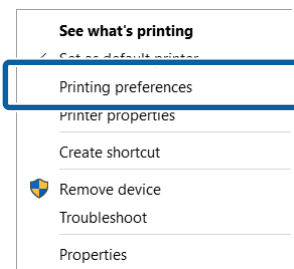 See what's printing
Set as default printer
Printing preferences
Printer properties
Create shortcut
Remove device
Troubleshoot
Properties